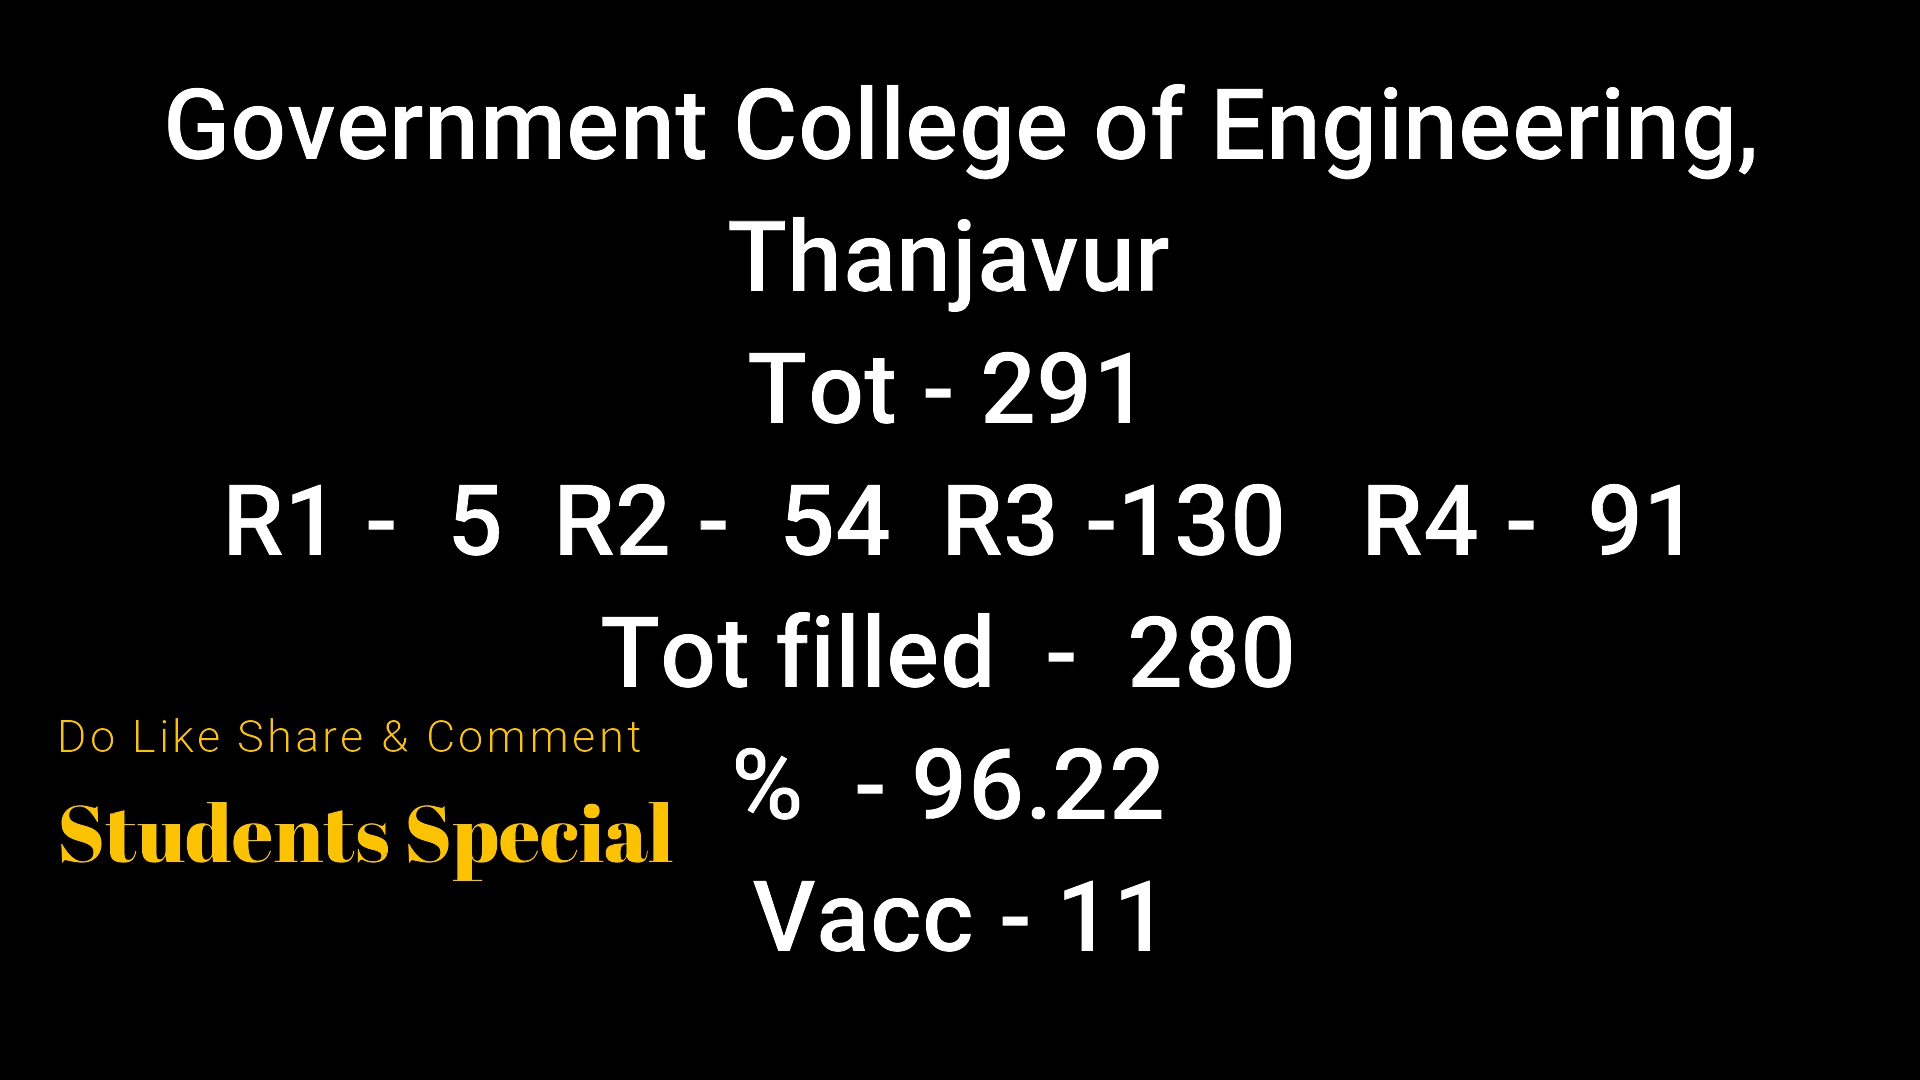 Government College of Engineering,
Thanjavur
Tot - 291
R1 -  5  R2 -  54  R3 -130   R4 -  91
Tot filled  -  280
Do Like Share & Comment
%  - 96.22
Students Special
Vacc - 11